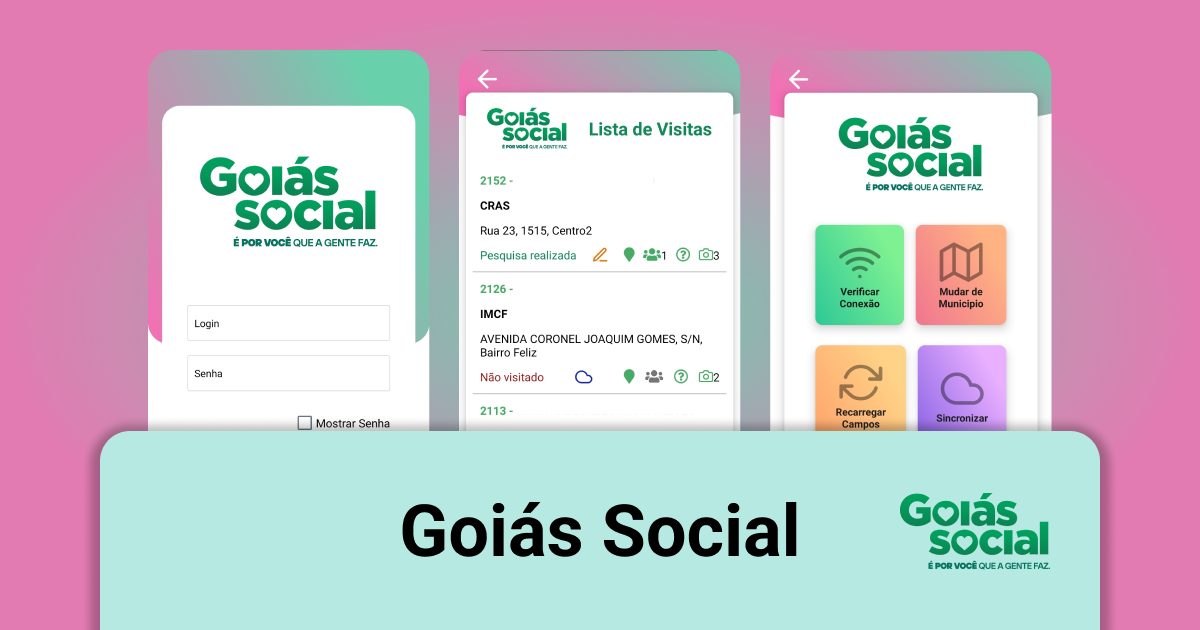 Goiás
social
É POR VOCÊ QUE A GENTE FAZ.
Login
Senha
Mostrar Senha
Goiás
social
É POR VOCÊ QUE A GENTE FAZ.
Lista de Visitas
2152 -
CRAS
Rua 23, 1515, Centro2
Pesquisa realizada
1
3
2126 -
IMCF
AVENIDA CORONEL JOAQUIM GOMES, S/N,
Bairro Feliz
Não visitado
2
2113 -
Goiás
social
É POR VOCÊ QUE A GENTE FAZ.
Verificar
Conexão
Mudar de
Municipio
Recarregar
Campos
Sincronizar
Goiás Social
Goiás
social
É POR VOCÊ QUE A GENTE FAZ.